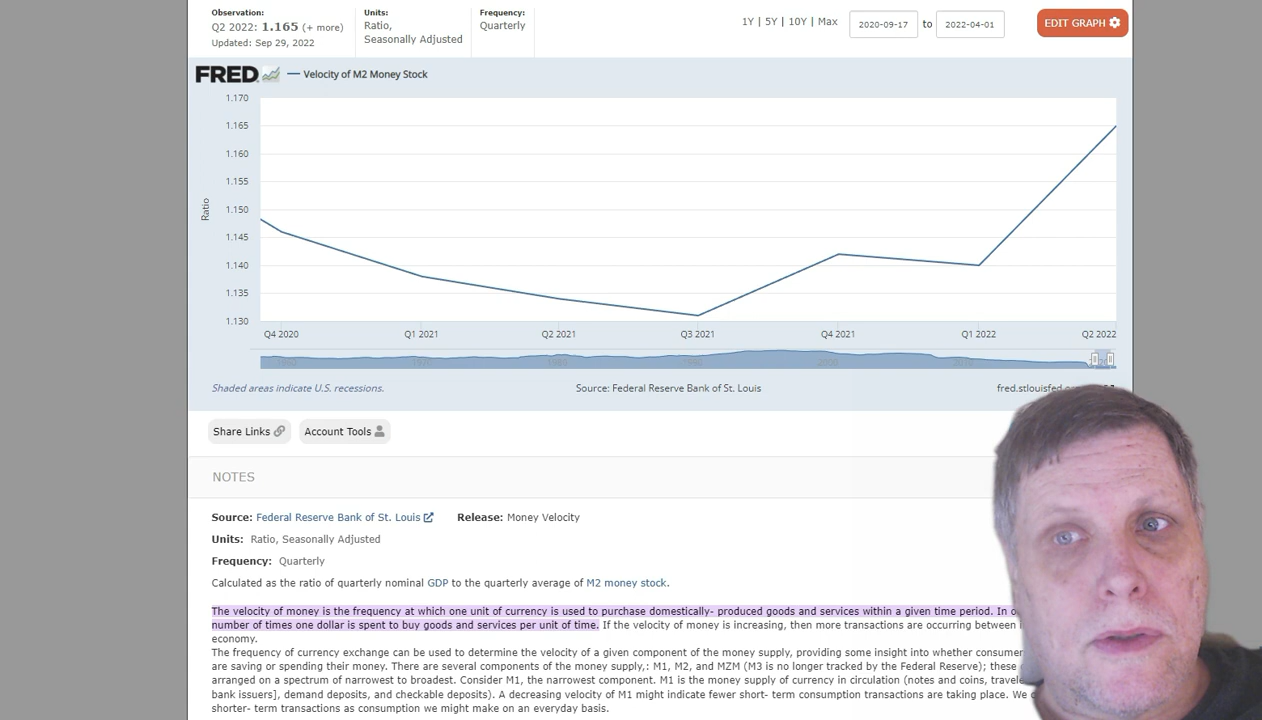 Observation:
Units:
Frequency:
Q2 2022: 1.165 (+ more)
Ratio,
Quarterly
Updated: Sep 29, 2022
Seasonally Adjusted
1Y | 5Y | 10Y | Max
2020-09-17 to 2022-04-01
EDIT GRAPH
FRED
Velocity of M2 Money Stock
1.170
1.165
1.160
1.155
1.150
1.145
1.140
1.135
1.130
Ratio
Q4 2020 Q1 2021 Q2 2021 Q3 2021 Q4 2021 Q1 2022 Q2 2022
1960 1970 1980 1990 2000 2010
Shaded areas indicate U.S. recessions.
Source: Federal Reserve Bank of St. Louis
fred.stlouisfed
Share Links
Account Tools
NOTES
Source: Federal Reserve Bank of St. Louis Release: Money Velocity
Units: Ratio, Seasonally Adjusted
Frequency: Quarterly
Calculated as the ratio of quarterly nominal GDP to the quarterly average of M2 money stock.
The velocity of money is the frequency at which one unit of currency is used to purchase domestically- produced goods and services within a given time period. In
number of times one dollar is spent to buy goods and services per unit of time. If the velocity of money is increasing, then more transactions are occurring between
economy.
The frequency of currency exchange can be used to determine the velocity of a given component of the money supply, providing some insight into whether consumer
are saving or spending their money. There are several components of the money supply,: M1, M2, and MZM (M3 is no longer tracked by the Federal Reserve); these
arranged on a spectrum of narrowest to broadest. Consider M1, the narrowest component. M1 is the money supply of currency in circulation (notes and coins,
bank issuers], demand deposits, and checkable deposits). A decreasing velocity of M1 might indicate fewer short- term consumption transactions are taking place. We
shorter- term transactions as consumption we might make on an everyday basis.